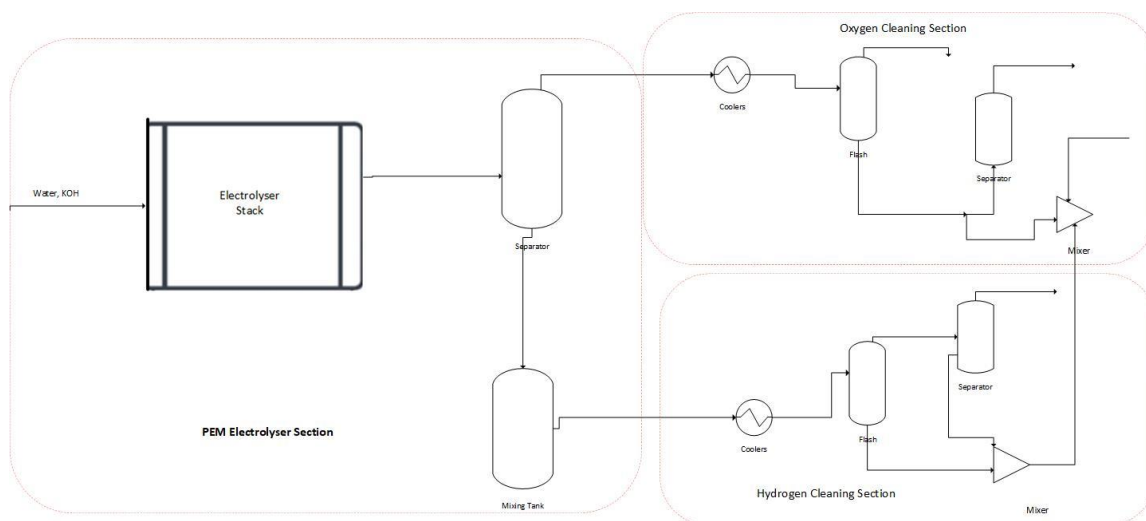 Oxygen Cleaning Section
Coolers
Flash
Separator
Mixer
Water, KOH
Electrolyser
Stack
Separator
PEM Electrolyser Section
Mixing Tank
Coolers
Flash
Separator
Hydrogen Cleaning Section
Mixer